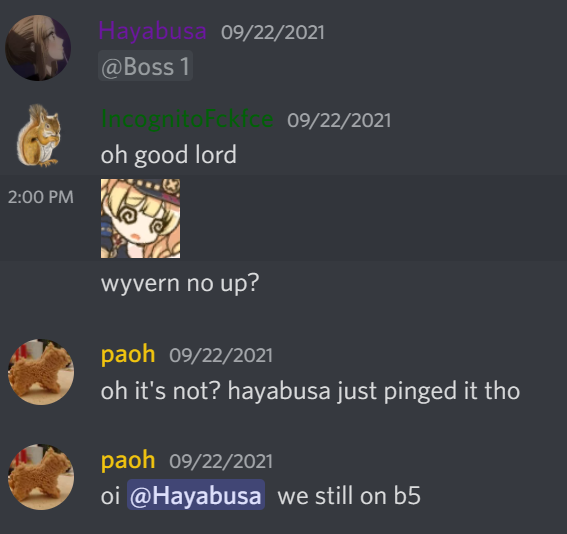 Hayabusa 09/22/2021
@Boss 1
IncognitoFckfce 09/22/2021
oh good lord
2:00 PM
wyvern no up?
paoh 09/22/2021
oh it's not? hayabusa just pinged it tho
paoh 09/22/2021
oi @Hayabusa we still on b5